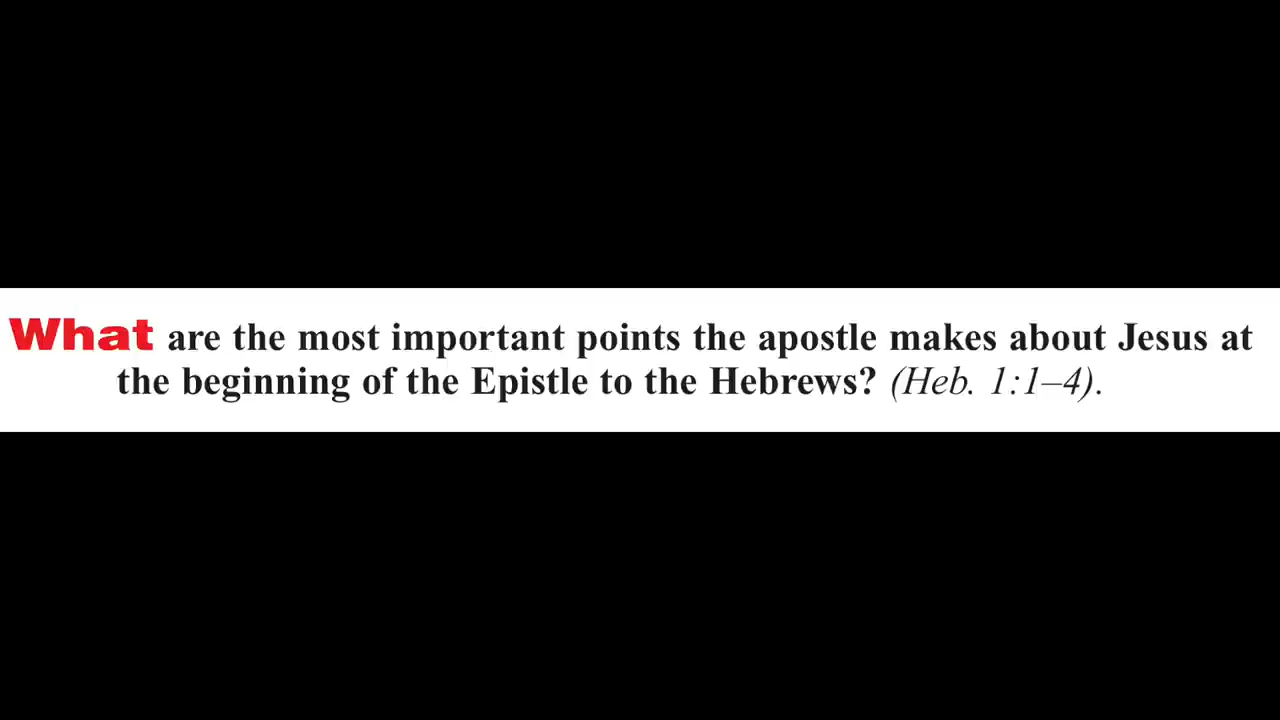 What are the most important points the apostle makes about Jesus at
the beginning of the Epistle to the Hebrews? (Heb. 1:1–4).